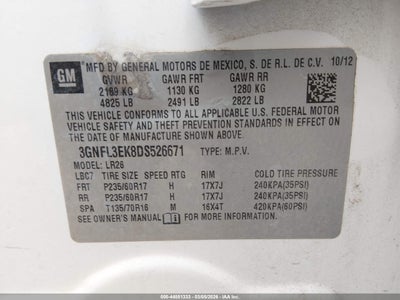 GM
MFD BY GENERAL MOTORS DE MEXICO, S. DE R.L. DE C.V. 10/12
GVWR GAWR FRT GAWR RR
2189 KG 1130 KG 1280 KG
4825 LB 2491 LB 2822 LB
THIS VEHICLE CONFORMS TO ALL APPLICABLE U.S. FEDERAL MOTOR
VEHICLE SAFETY AND THEFT PREVENTION STANDARDS IN EFFECT ON
THE DATE OF MANUFACTURE SHOWN ABOVE.
3GNFL3EK8DS526671 TYPE: M.P.V.
MODEL: LR26
LBC7 TIRE SIZE SPEED RTG RIM COLD TIRE PRESSURE
FRT P235/60R17 H 17X7J 240KPA(35PSI)
RR P235/60R17 H 17X7J 240KPA(35PSI)
SPA T135/70R16 M 16X4T 420KPA(60PSI)
SEE OWNER'S MANUAL FOR ADDITIONAL INFORMATION.